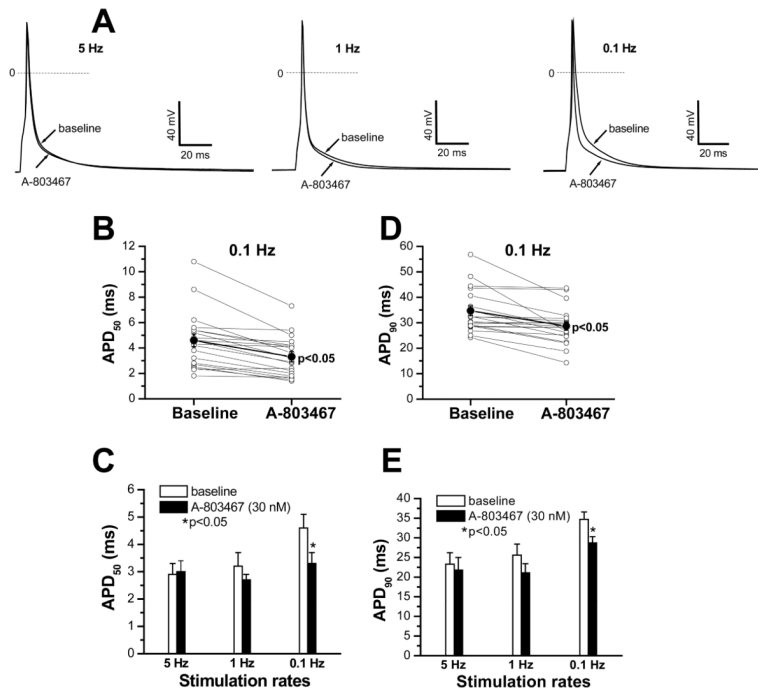 A
5 Hz
1 Hz
0.1 Hz
0
0
0
baseline
40 mV
20 ms
A-803467
baseline
40 mV
20 ms
A-803467
baseline
40 mV
20 ms
A-803467
B
0.1 Hz
APD50 (ms)
12
10
8
6
4
2
0
p<0.05
Baseline
A-803467
D
0.1 Hz
APD90 (ms)
60
50
40
30
20
10
0
p<0.05
Baseline
A-803467
C
baseline
A-803467 (30 nM)
*p<0.05
APD50 (ms)
6
5
4
3
2
1
0
*
5 Hz
1 Hz
0.1 Hz
Stimulation rates
E
baseline
A-803467 (30 nM)
*p<0.05
APD90 (ms)
40
35
30
25
20
15
10
5
0
*
5 Hz
1 Hz
0.1 Hz
Stimulation rates